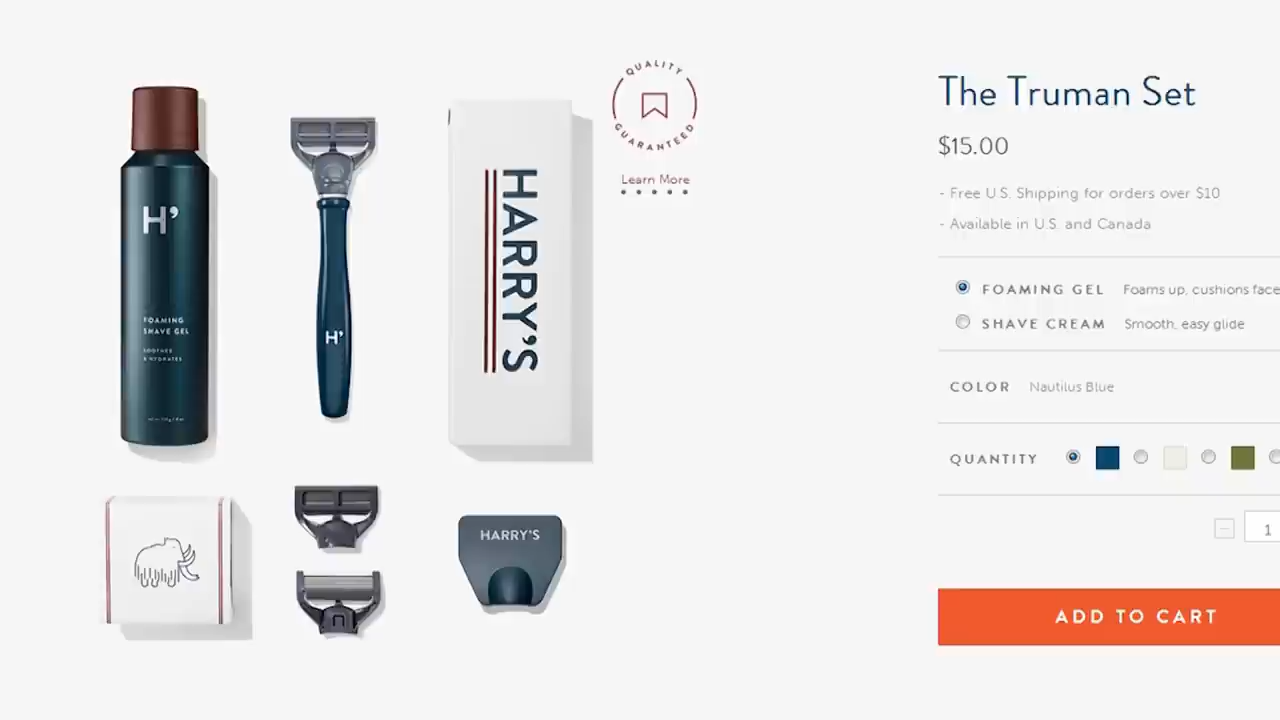 QUALITY
GUARANTEED
Learn More
H’
FOAMING
SHAVE GEL
SOOTHES
& HYDRATES
H’
HARRY’S
HARRY’S
The Truman Set
$15.00
- Free U.S. Shipping for orders over $10
- Available in U.S. and Canada
FOAMING GEL Foams up, cushions face
SHAVE CREAM Smooth, easy glide
COLOR Nautilus Blue
QUANTITY
1
ADD TO CART